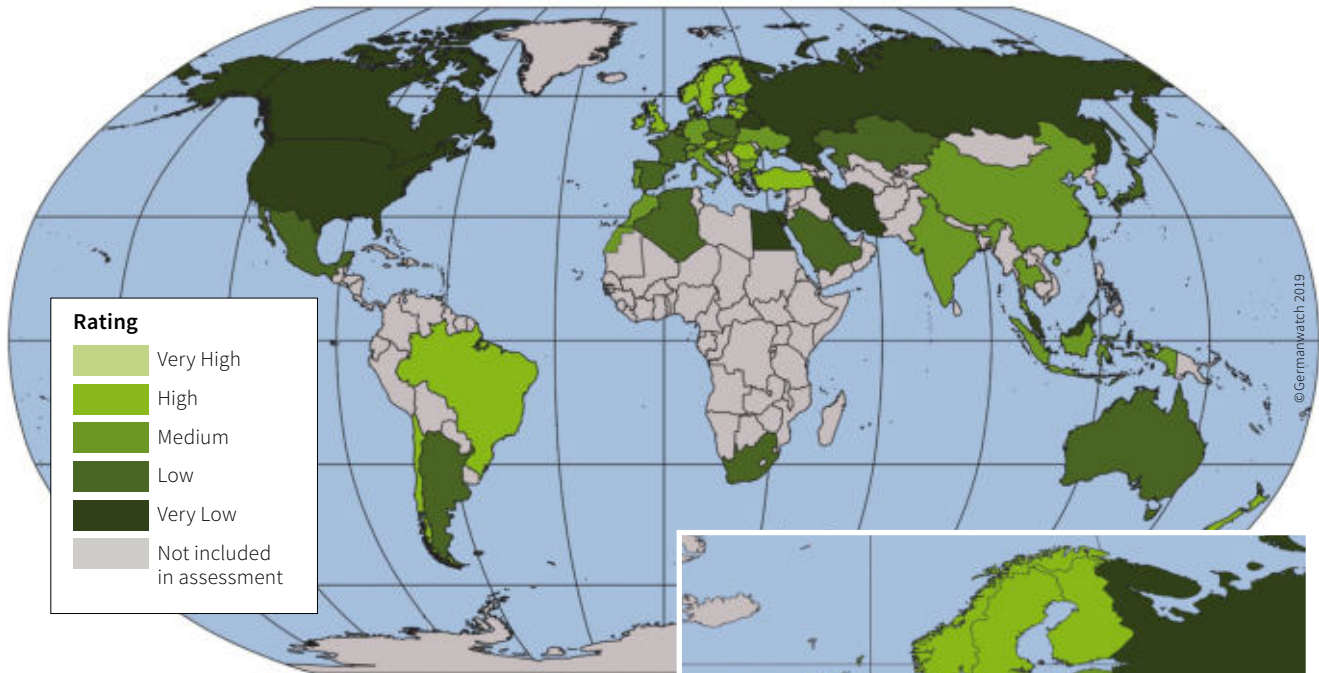 Rating
Very High
High
Medium
Low
Very Low
Not included
in assessment
©Germanwatch 2019